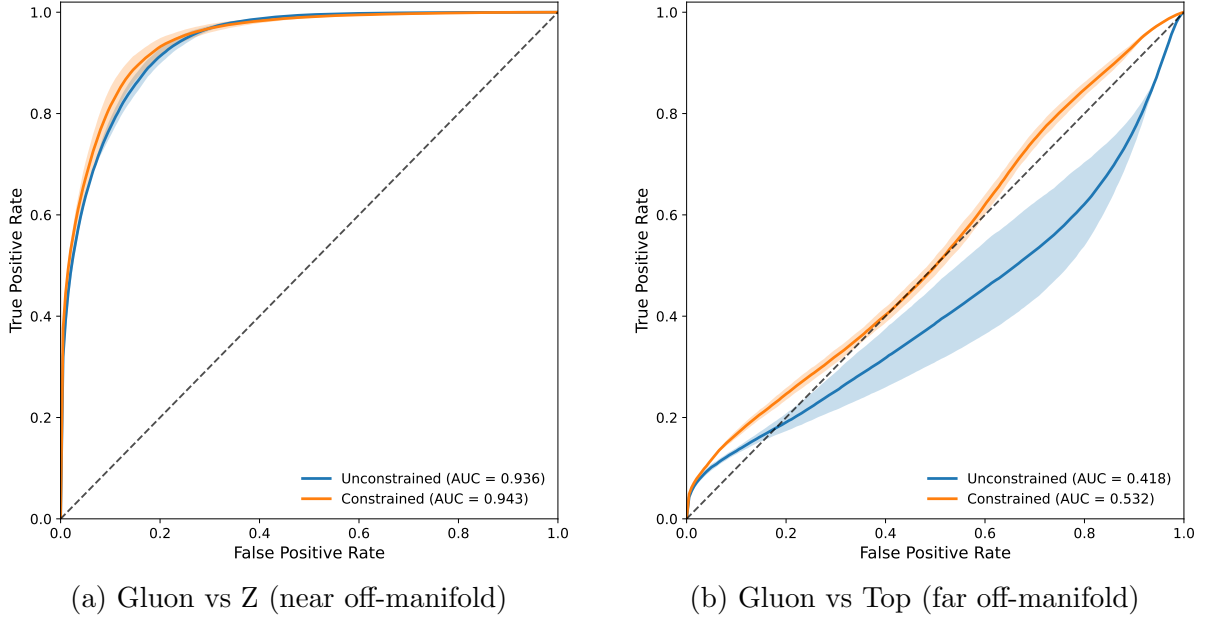 1.0
0.8
0.6
0.4
0.2
0.0
True Positive Rate
0.0 0.2 0.4 0.6 0.8 1.0
False Positive Rate
Unconstrained (AUC = 0.936)
Constrained (AUC = 0.943)
(a) Gluon vs Z (near off-manifold)
1.0
0.8
0.6
0.4
0.2
0.0
True Positive Rate
0.0 0.2 0.4 0.6 0.8 1.0
False Positive Rate
Unconstrained (AUC = 0.418)
Constrained (AUC = 0.532)
(b) Gluon vs Top (far off-manifold)